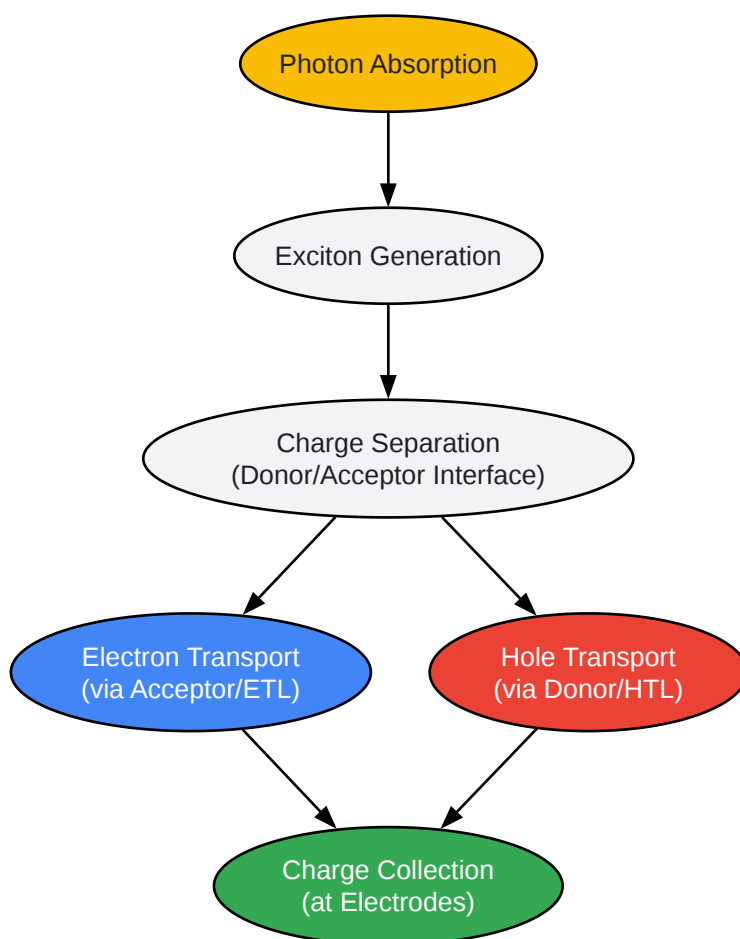 Photon Absorption
Exciton Generation
Charge Separation
(Donor/Acceptor Interface)
Electron Transport
(via Acceptor/ETL)
Hole Transport
(via Donor/HTL)
Charge Collection
(at Electrodes)